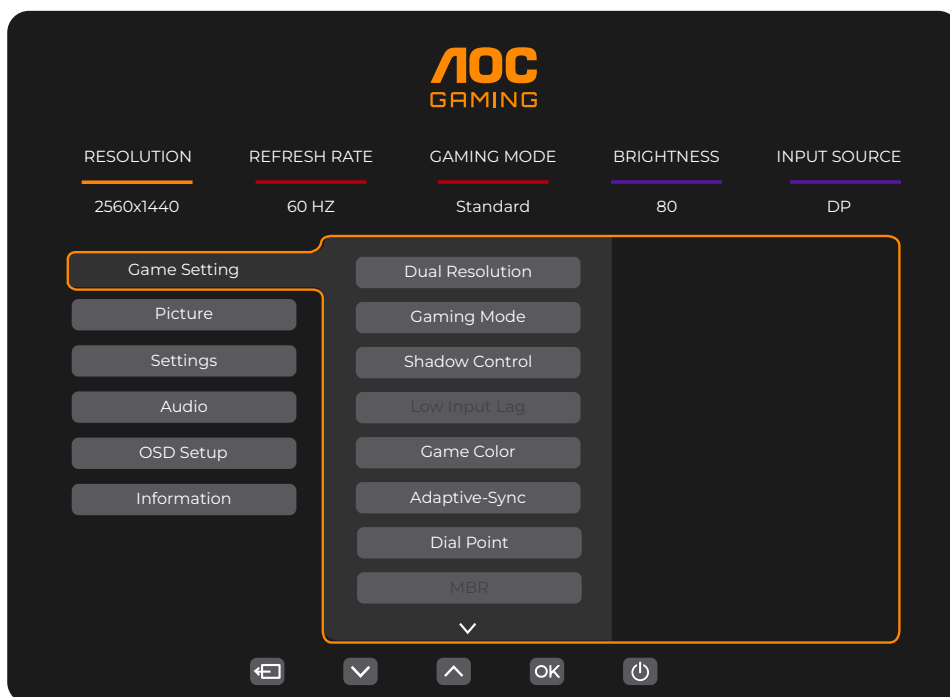 AOC
GAMING
RESOLUTION REFRESH RATE GAMING MODE BRIGHTNESS INPUT SOURCE
2560x1440 60 HZ Standard 80 DP
Game Setting
Picture
Settings
Audio
OSD Setup
Information
Dual Resolution
Gaming Mode
Shadow Control
Low Input Lag
Game Color
Adaptive-Sync
Dial Point
MBR
OK